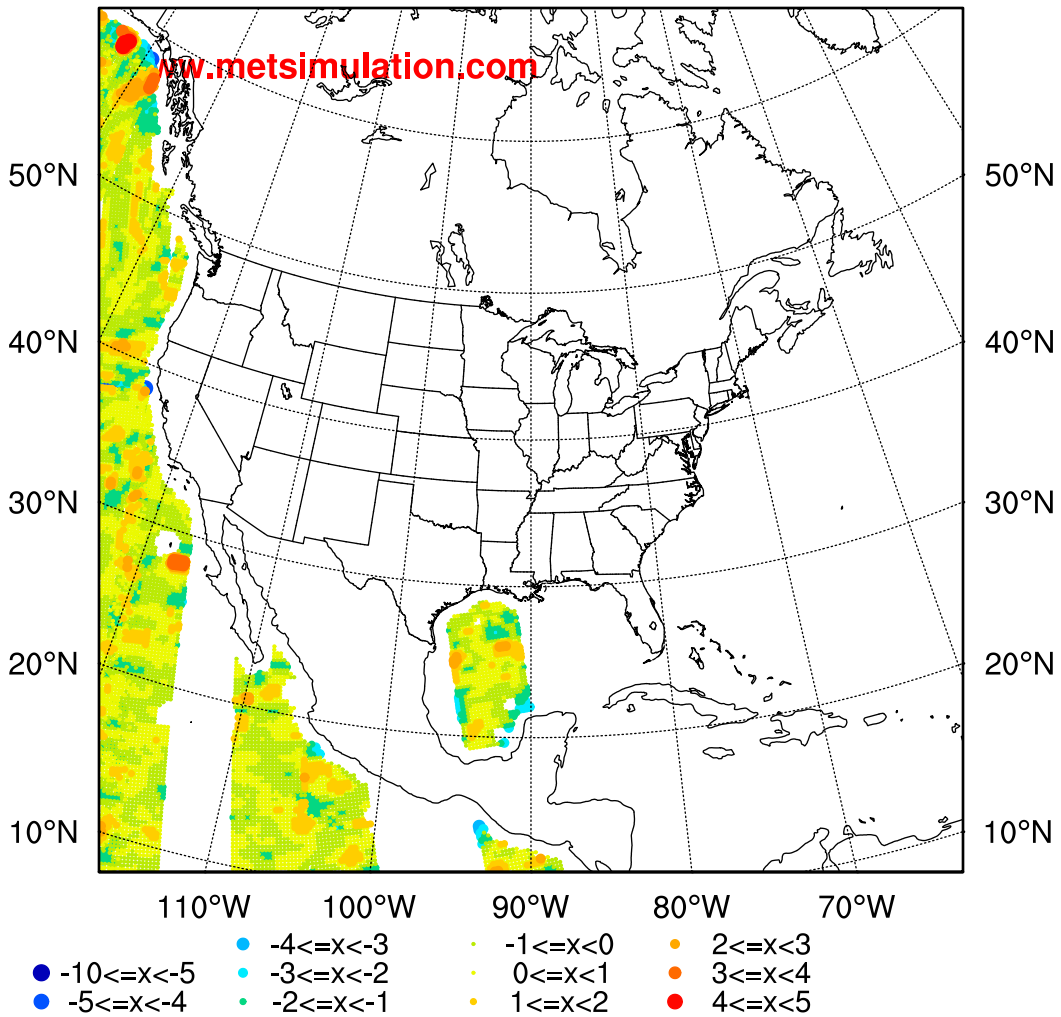 ww.metsimulation.com
50°N 50°N
40°N 40°N
30°N 30°N
20°N 20°N
10°N 10°N
110°W 100°W 90°W 80°W 70°W
-4<=x<-3 -1<=x<0 2<=x<3
-10<=x<-5 -3<=x<-2 0<=x<1 3<=x<4
-5<=x<-4 -2<=x<-1 1<=x<2 4<=x<5